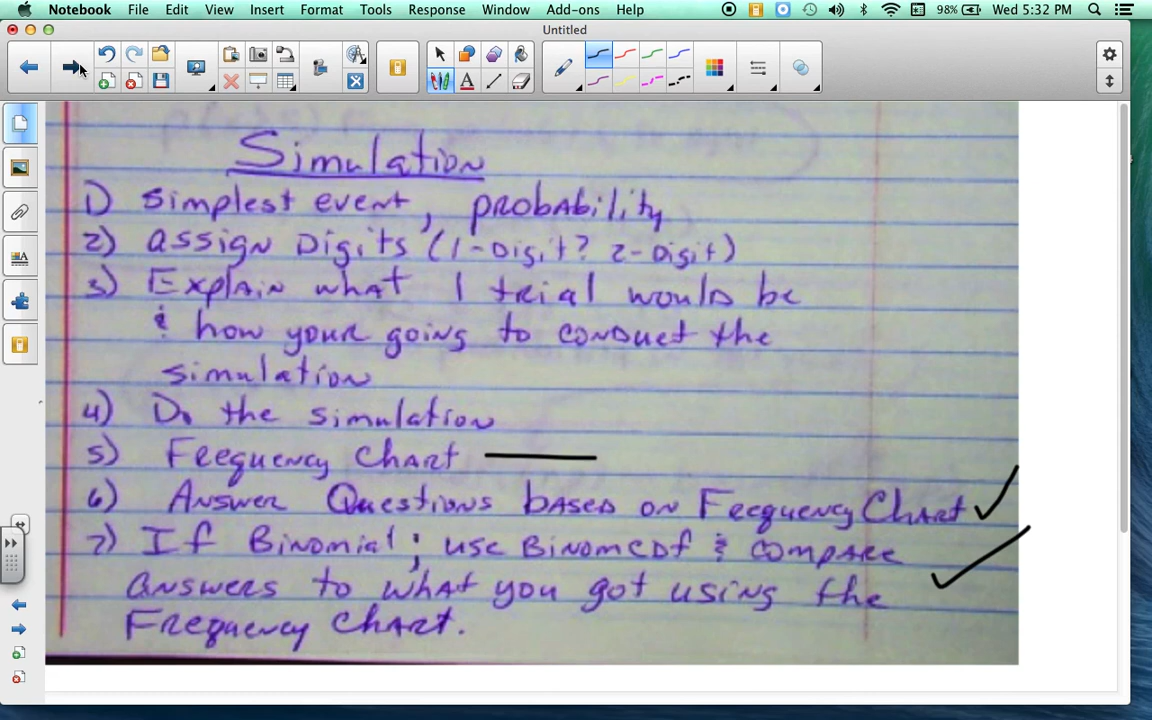 Notebook File Edit View Insert Format Tools Response Window Add-ons Help 98% Wed 5:32 PM
Untitled
Simulation
1) Simplest event, probability
2) assign Digits (1-Digit? 2-Digit)
3) Explain what 1 trial would be
& how your going to conduct the
simulation
4) Do the simulation
5) Frequency Chart
6) Answer Questions based on Frequency Chart
7) If Binomial; use Binomcdf & compare
answers to what you got using the
Frequency Chart.